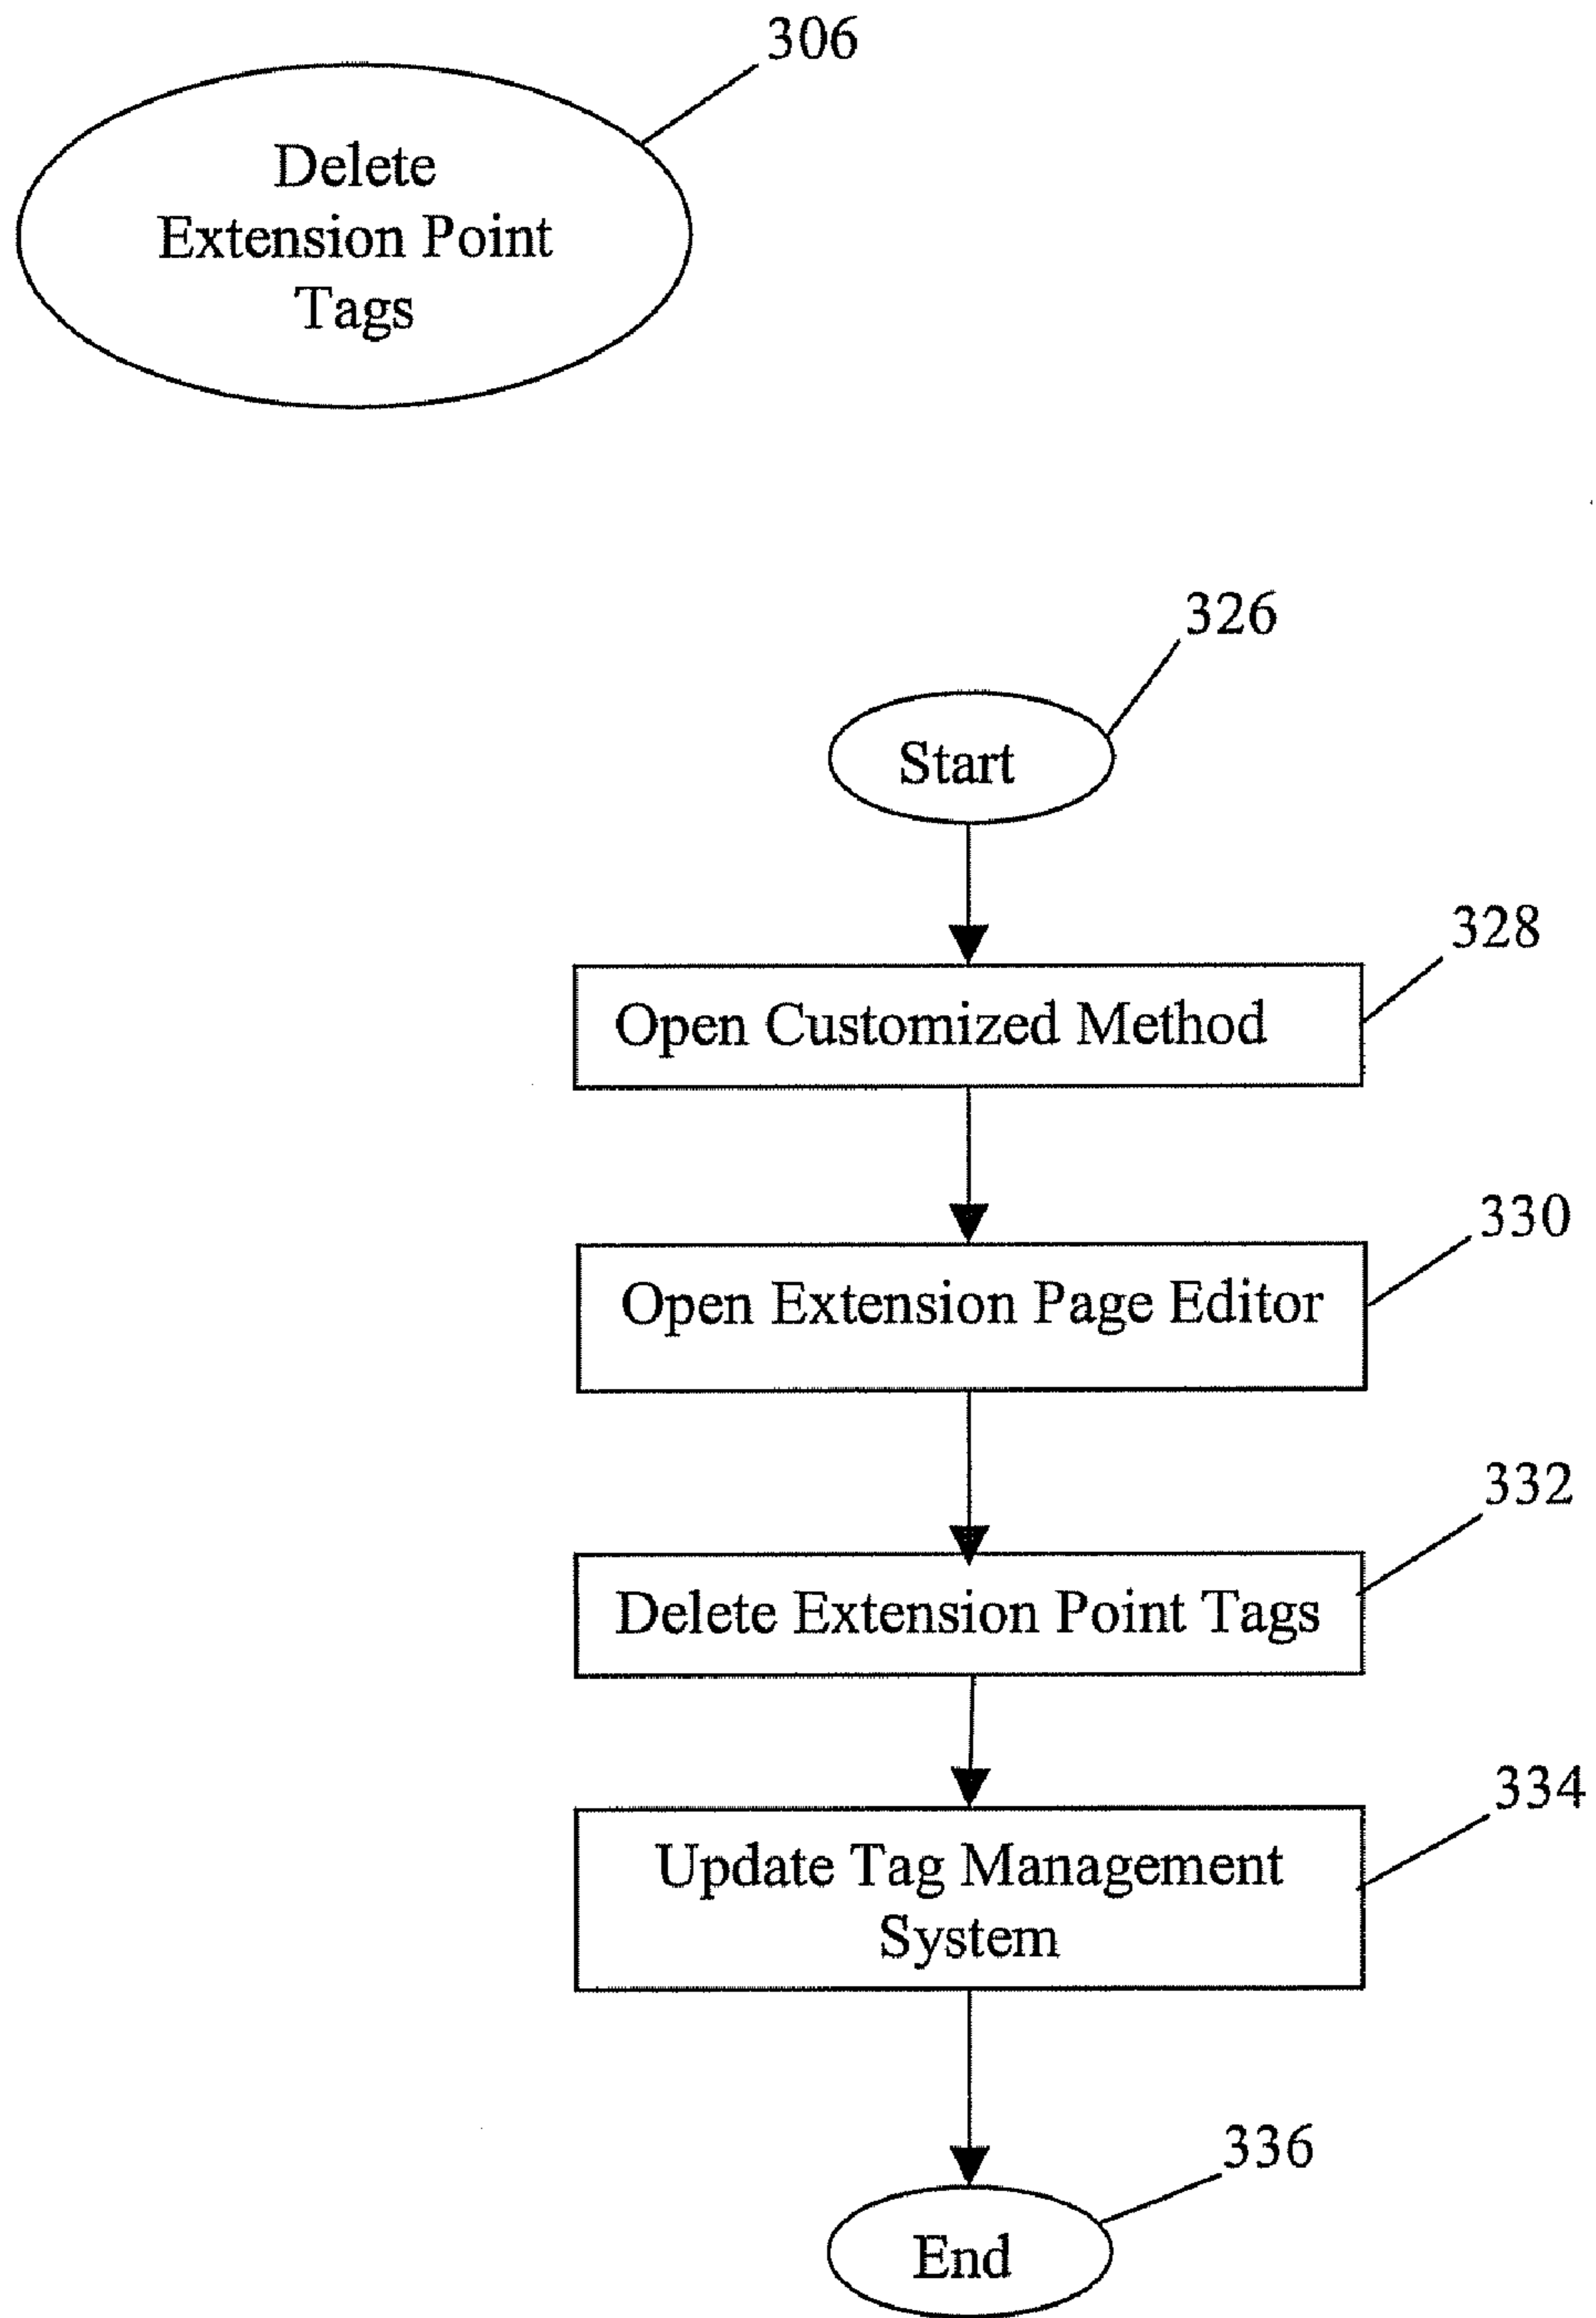 306
Delete
Extension Point
Tags
326
Start
328
Open Customized Method
330
Open Extension Page Editor
332
Delete Extension Point Tags
334
Update Tag Management
System
336
End